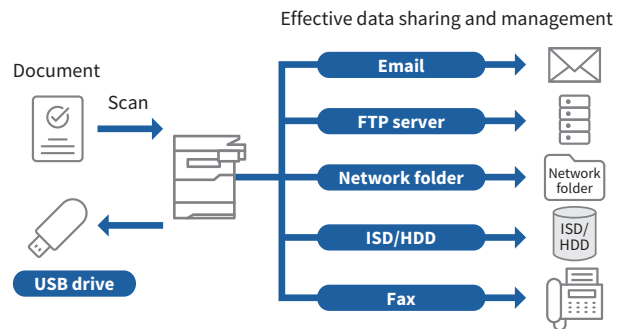 Effective data sharing and management
Document
Scan
USB drive
Email
FTP server
Network folder
Network
folder
ISD/HDD
ISD/
HDD
Fax